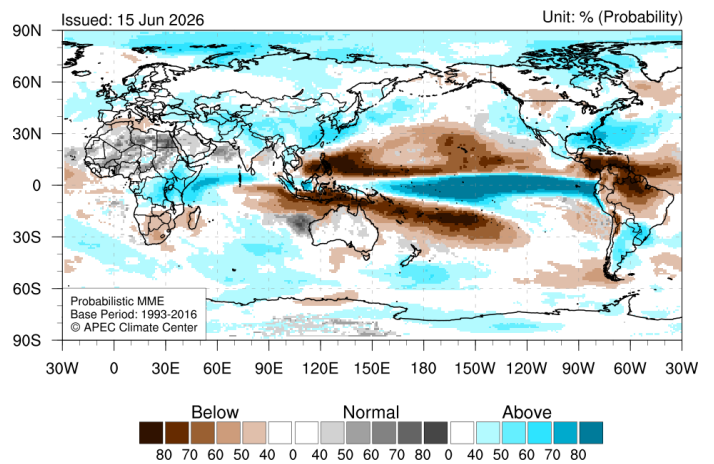 Issued: 15 Jun 2026 Unit: % (Probability)
90N
60N
30N
0
30S
60S
90S
Probabilistic MME
Base Period: 1993-2016
© APEC Climate Center
30W 0 30E 60E 90E 120E 150E 180 150W 120W 90W 60W 30W
Below Normal Above
80 70 60 50 40 0 40 50 60 70 80 0 40 50 60 70 80